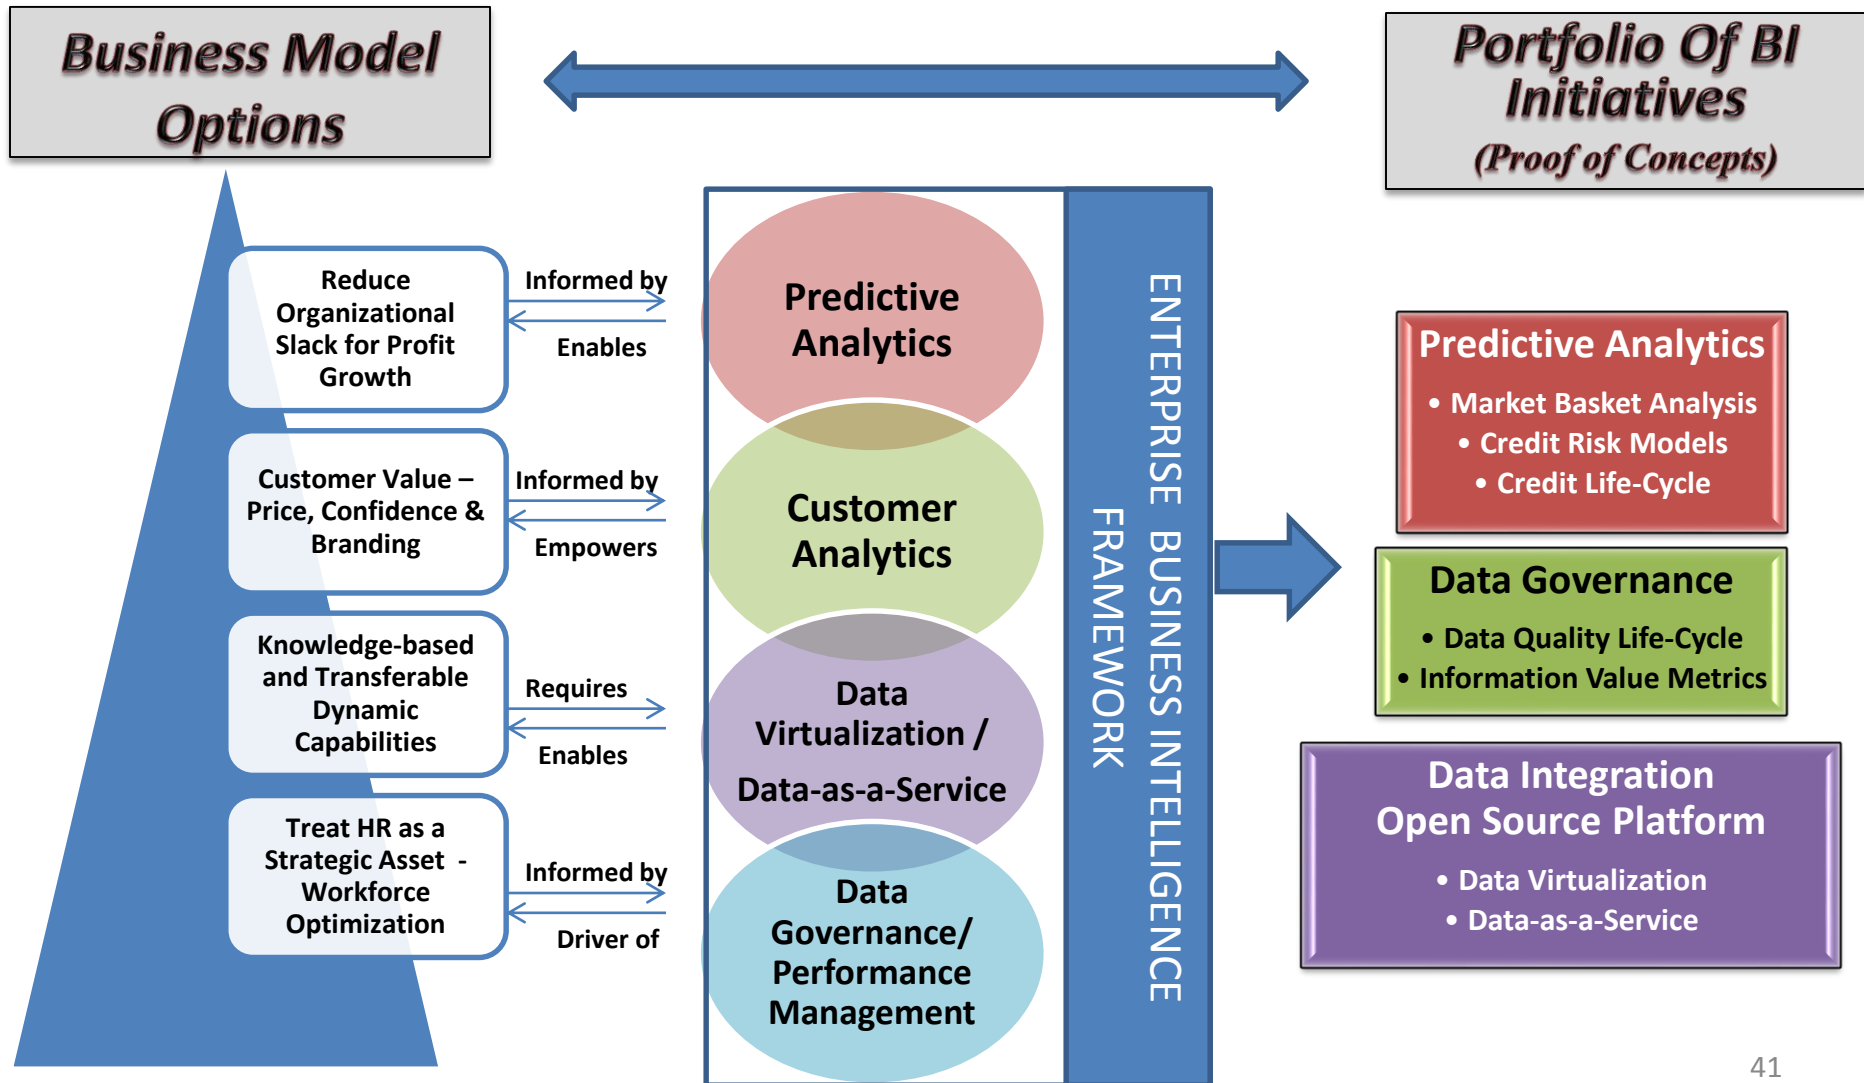 Business Model
Options
Portfolio Of BI
Initiatives
(Proof of Concepts)
Reduce
Organizational
Slack for Profit
Growth
Informed by
Enables
Customer Value –
Price, Confidence &
Branding
Informed by
Empowers
Knowledge-based
and Transferable
Dynamic
Capabilities
Requires
Enables
Treat HR as a
Strategic Asset -
Workforce
Optimization
Informed by
Driver of
Predictive
Analytics
Customer
Analytics
Data
Virtualization /
Data-as-a-Service
Data
Governance/
Performance
Management
ENTERPRISE BUSINESS INTELLIGENCE
FRAMEWORK
Predictive Analytics
• Market Basket Analysis
• Credit Risk Models
• Credit Life-Cycle
Data Governance
• Data Quality Life-Cycle
• Information Value Metrics
Data Integration
Open Source Platform
• Data Virtualization
• Data-as-a-Service
41